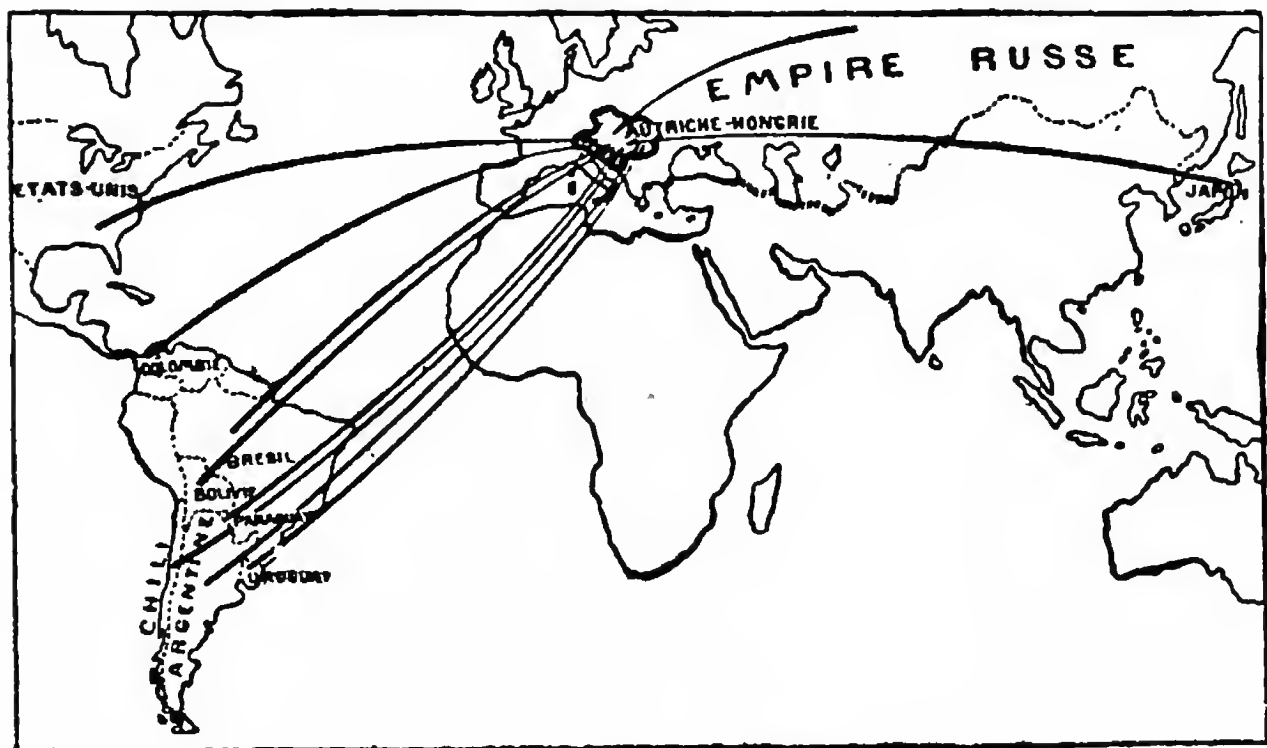 EMPIRE RUSSE
AUTRICHE-HONGRIE
ETATS-UNIS
JAPON
COLOMBIE
BRESIL
BOLIVIE
PARAGUAY
CHILI
ARGENTINE
URUGUAY